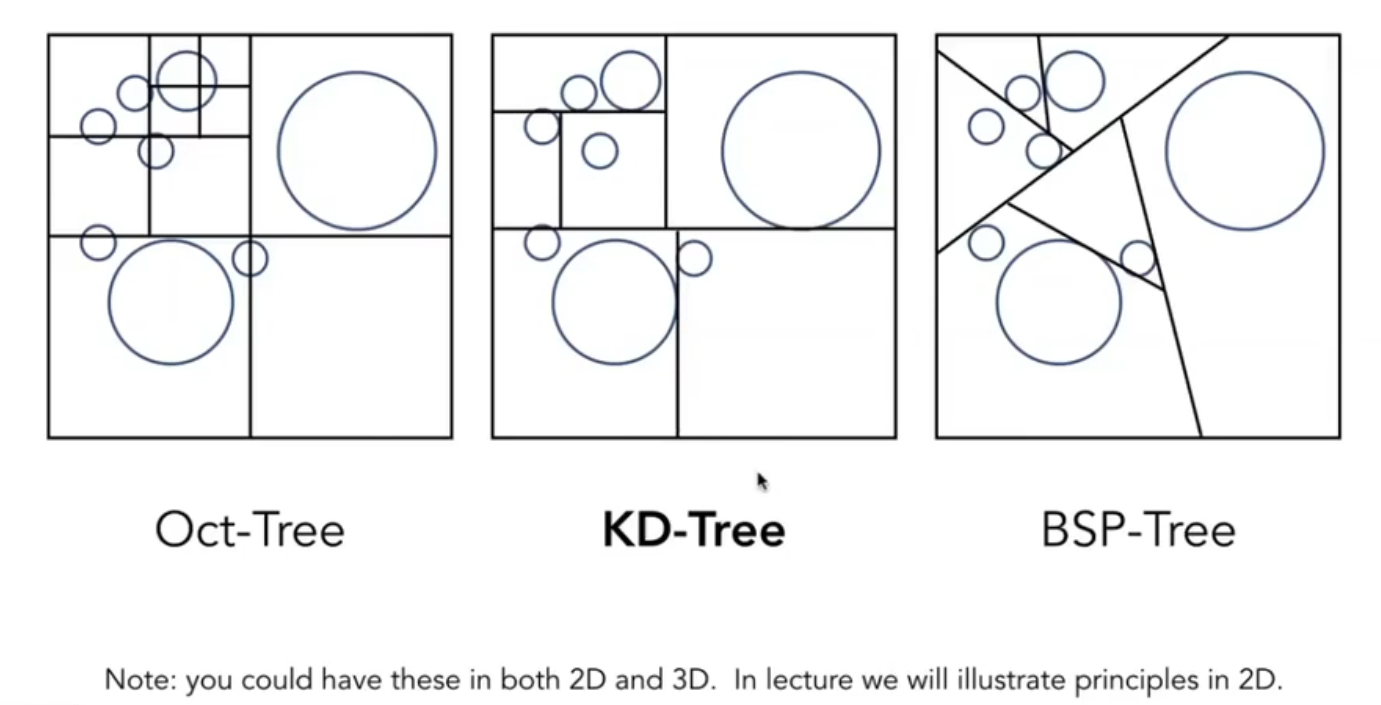 Oct-Tree KD-Tree BSP-Tree
Note: you could have these in both 2D and 3D.  In lecture we will illustrate principles in 2D.